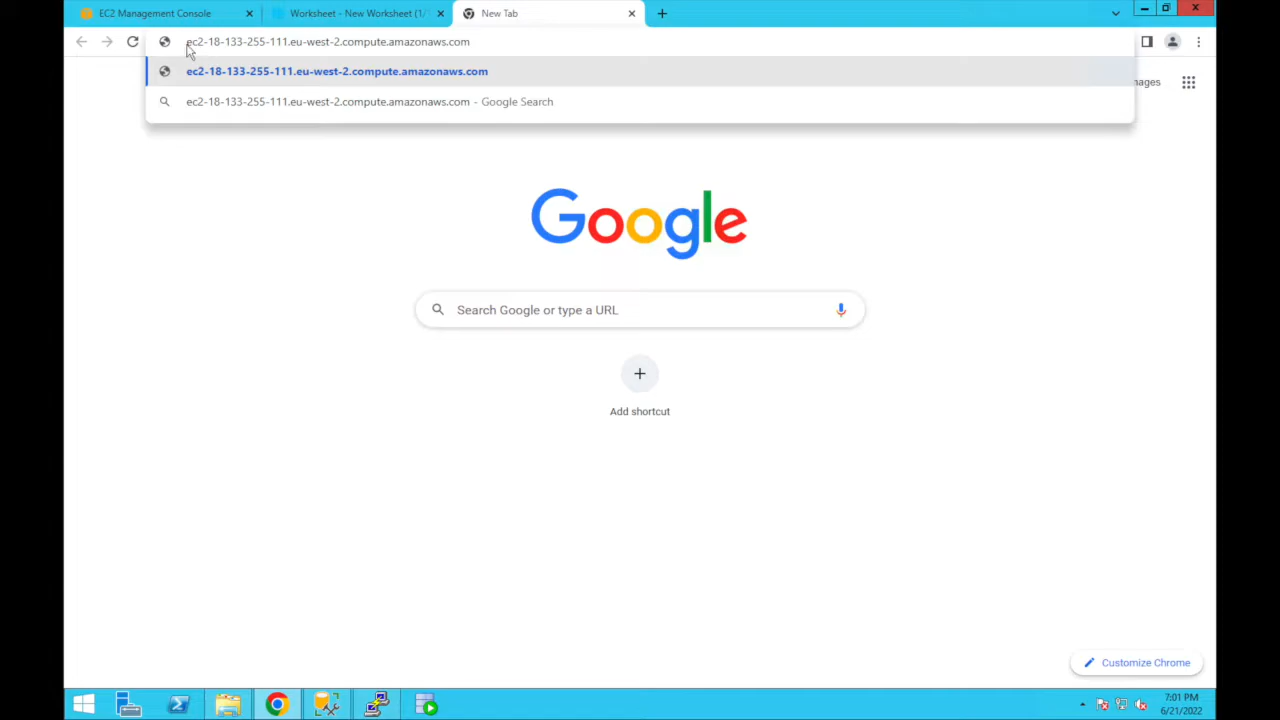 EC2 Management Console
Worksheet - New Worksheet (1/
New Tab
ec2-18-133-255-111.eu-west-2.compute.amazonaws.com
ec2-18-133-255-111.eu-west-2.compute.amazonaws.com
nages
ec2-18-133-255-111.eu-west-2.compute.amazonaws.com - Google Search
Google
Search Google or type a URL
Add shortcut
Customize Chrome
7:01 PM
6/21/2022